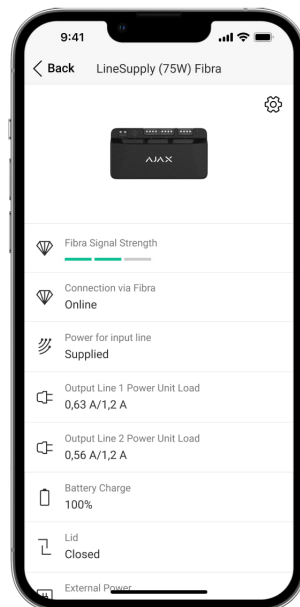 9:41
Back LineSupply (75W) Fibra
AJAX
Fibra Signal Strength
Connection via Fibra
Online
Power for input line
Supplied
Output Line 1 Power Unit Load
0,63 A/1,2 A
Output Line 2 Power Unit Load
0,56 A/1,2 A
Battery Charge
100%
Lid
Closed
External Power